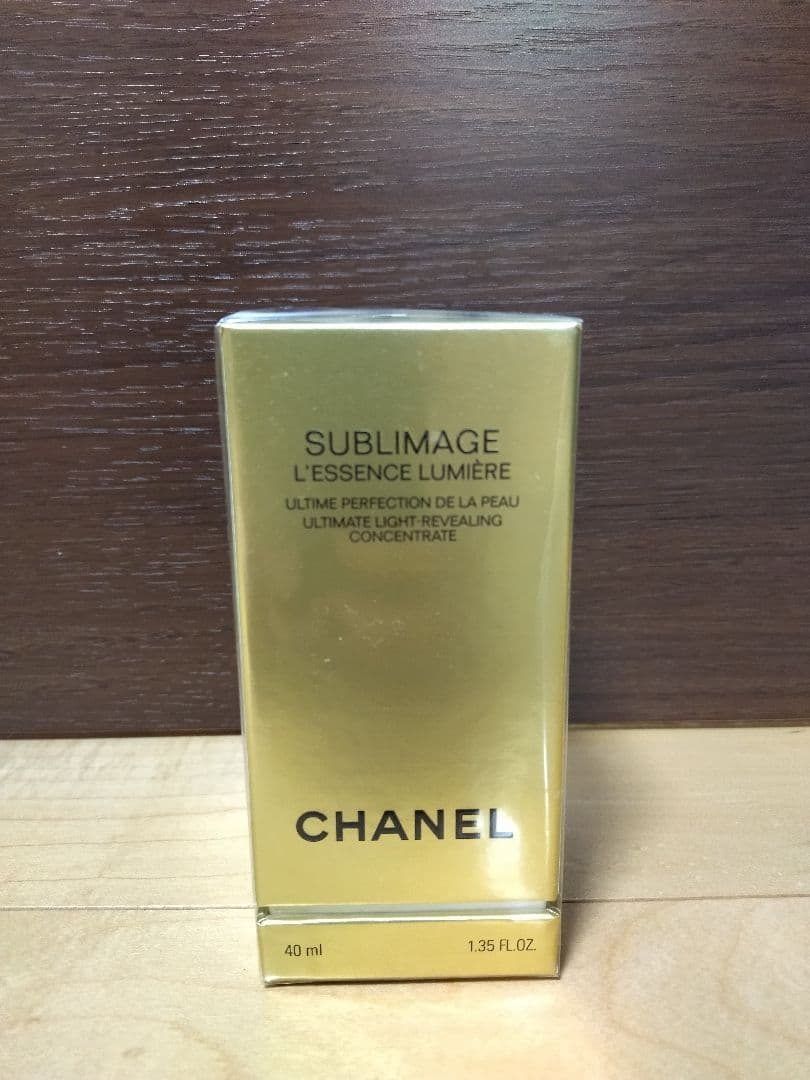 SUBLIMAGE
L'ESSENCE LUMIÈRE
ULTIME PERFECTION DE LA PEAU
ULTIMATE LIGHT-REVEALING
CONCENTRATE
CHANEL
40 ml 1.35 FL.OZ.